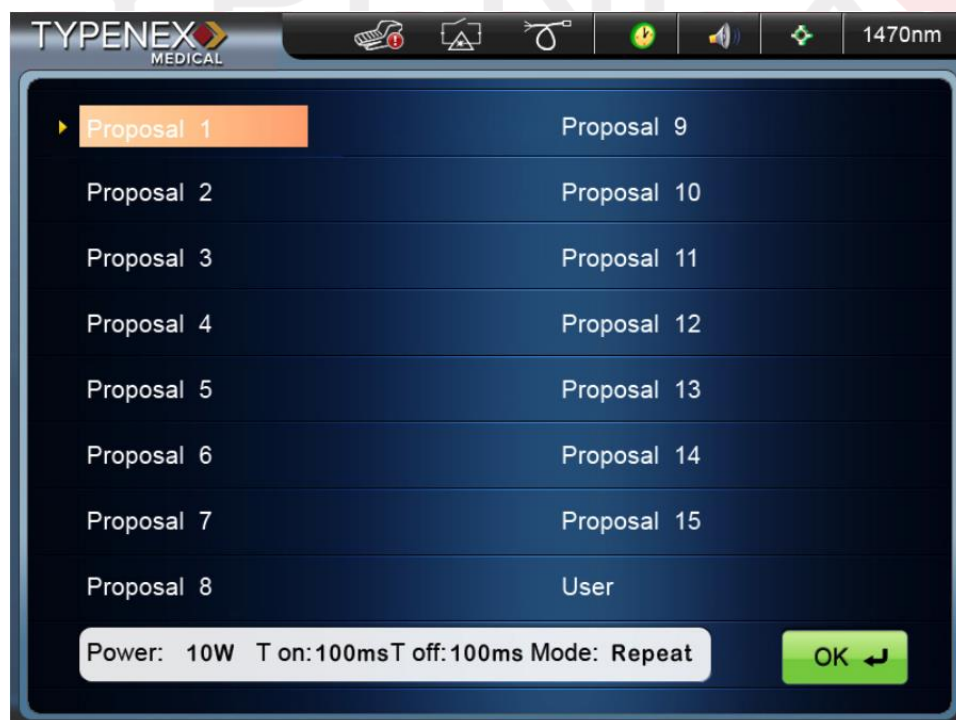 TYPENEX
MEDICAL
1470nm
Proposal 1
Proposal 9
Proposal 2
Proposal 10
Proposal 3
Proposal 11
Proposal 4
Proposal 12
Proposal 5
Proposal 13
Proposal 6
Proposal 14
Proposal 7
Proposal 15
Proposal 8
User
Power: 10W T on:100msT off:100ms Mode: Repeat
OK